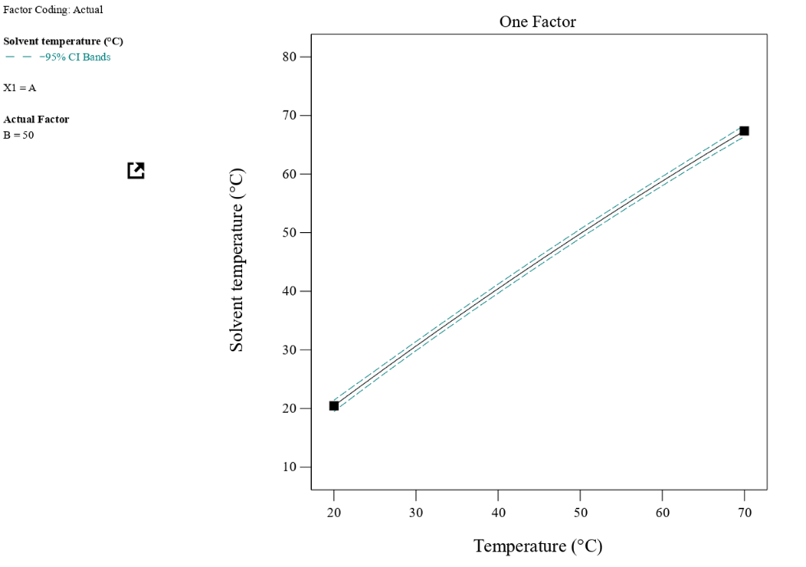 Factor Coding: Actual
Solvent temperature (°C)
95% CI Bands
X1 = A
Actual Factor
B = 50
One Factor
Solvent temperature (°C)
80
70
60
50
40
30
20
10
20 30 40 50 60 70
Temperature (°C)